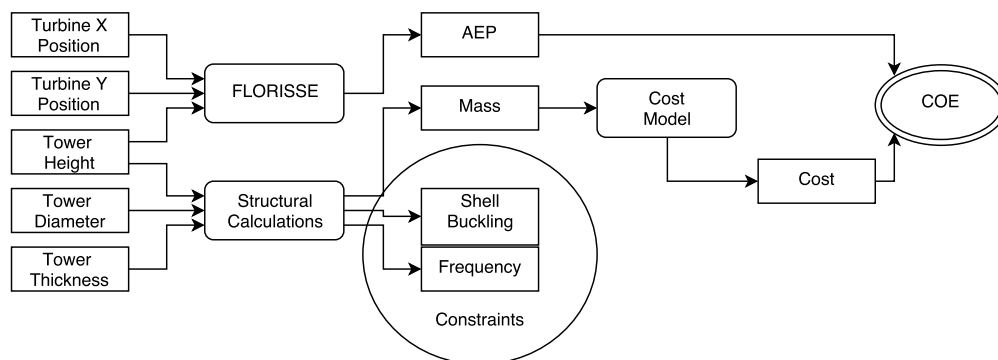 Turbine X
Position
Turbine Y
Position
Tower
Height
Tower
Diameter
Tower
Thickness
FLORISSE
Structural
Calculations
AEP
Mass
Shell
Buckling
Frequency
Constraints
Cost
Model
Cost
COE